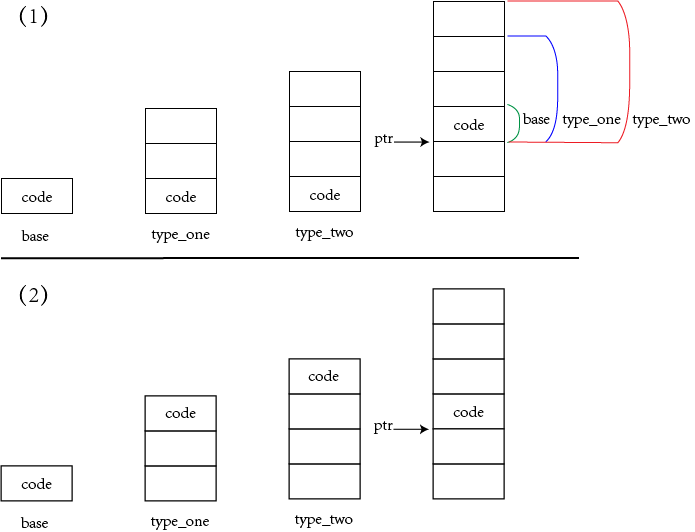 (1)
code
base
code
type_one
code
type_two
ptr
code
base
type_one
type_two
(2)
code
base
code
type_one
code
type_two
ptr
code